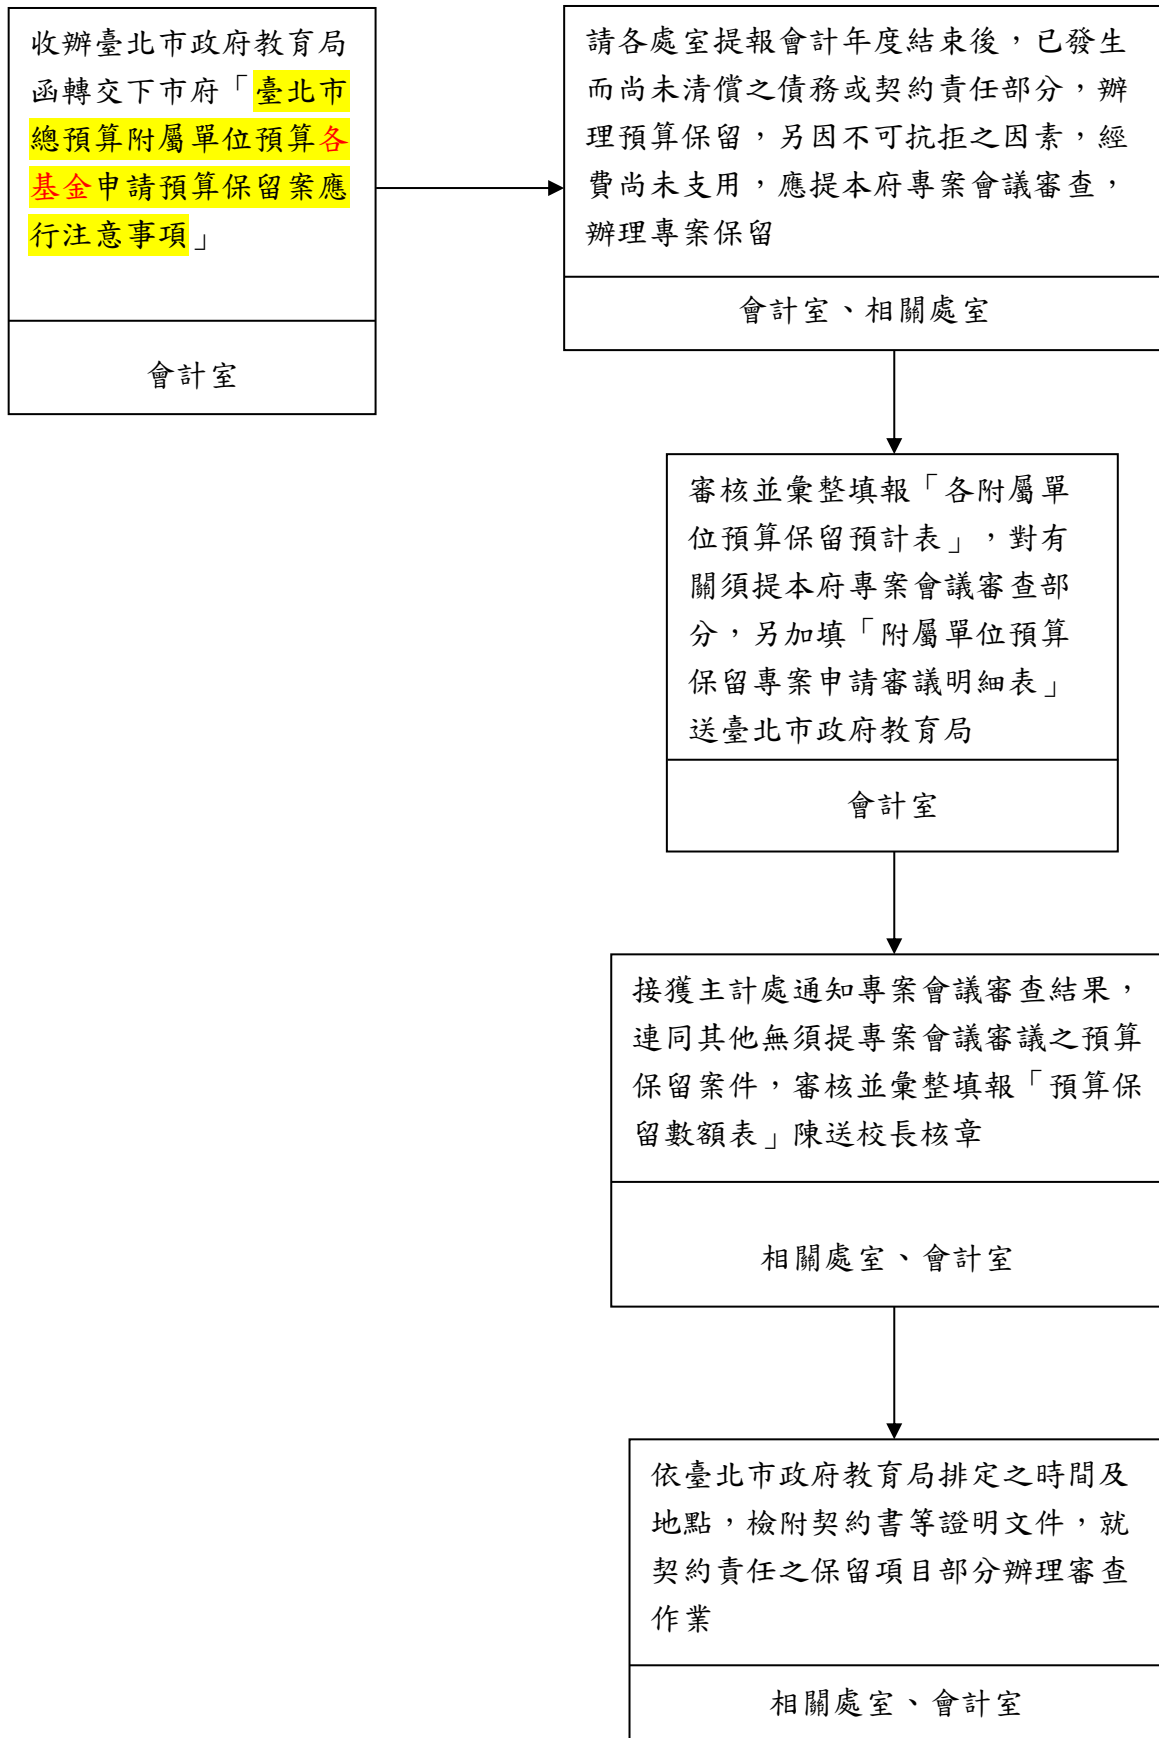 收辦臺北市政府教育局
函轉交下市府「臺北市
總預算附屬單位預算各
基金申請預算保留案應
行注意事項」
會計室
請各處室提報會計年度結束後，已發生
而尚未清償之債務或契約責任部分，辦
理預算保留，另因不可抗拒之因素，經
費尚未支用，應提本府專案會議審查，
辦理專案保留
會計室、相關處室
審核並彙整填報「各附屬單
位預算保留預計表」，對有
關須提本府專案會議審查部
分，另加填「附屬單位預算
保留專案申請審議明細表」
送臺北市政府教育局
會計室
接獲主計處通知專案會議審查結果，
連同其他無須提專案會議審議之預算
保留案件，審核並彙整填報「預算保
留數額表」陳送校長核章
相關處室、會計室
依臺北市政府教育局排定之時間及
地點，檢附契約書等證明文件，就
契約責任之保留項目部分辦理審查
作業
相關處室、會計室